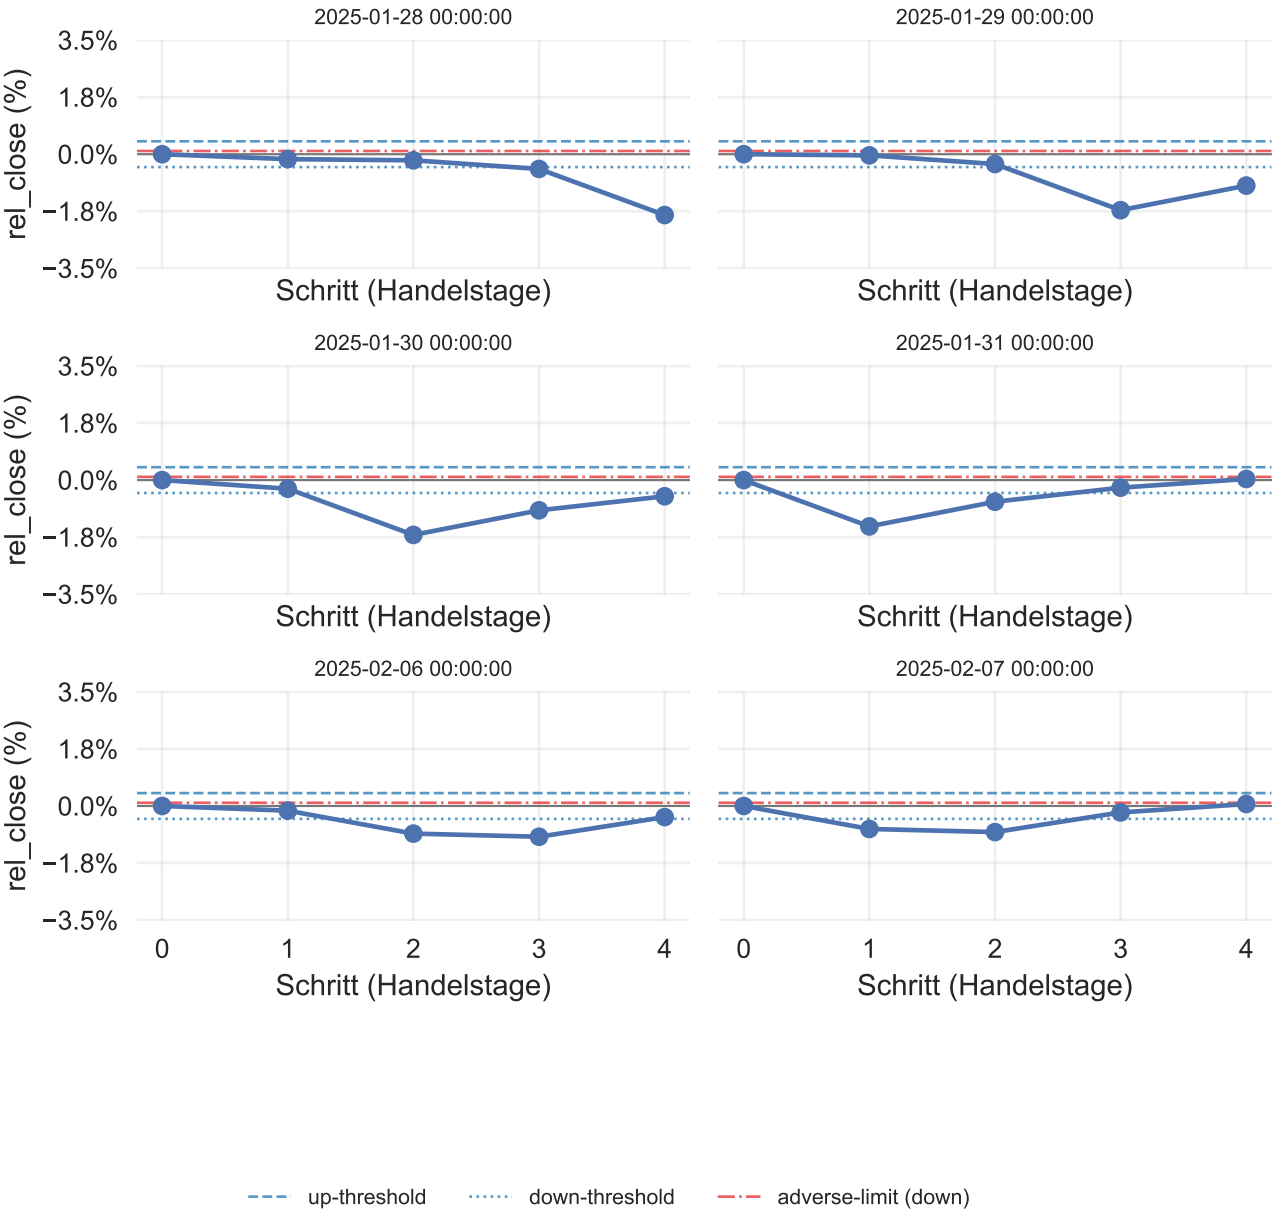 2025-01-28 00:00:00
2025-01-29 00:00:00
3.5%
1.8%
0.0%
−1.8%
−3.5%
rel_close (%)
Schritt (Handelstage)
Schritt (Handelstage)
2025-01-30 00:00:00
2025-01-31 00:00:00
3.5%
1.8%
0.0%
−1.8%
−3.5%
rel_close (%)
Schritt (Handelstage)
Schritt (Handelstage)
2025-02-06 00:00:00
2025-02-07 00:00:00
3.5%
1.8%
0.0%
−1.8%
−3.5%
rel_close (%)
0 1 2 3 4
0 1 2 3 4
Schritt (Handelstage)
Schritt (Handelstage)
up-threshold
down-threshold
adverse-limit (down)